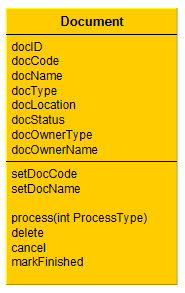 Document
docID
docCode
docName
docType
docLocation
docStatus
docOwnerType
docOwnerName
setDocCode
setDocName
process(int ProcessType)
delete
cancel
markFinished